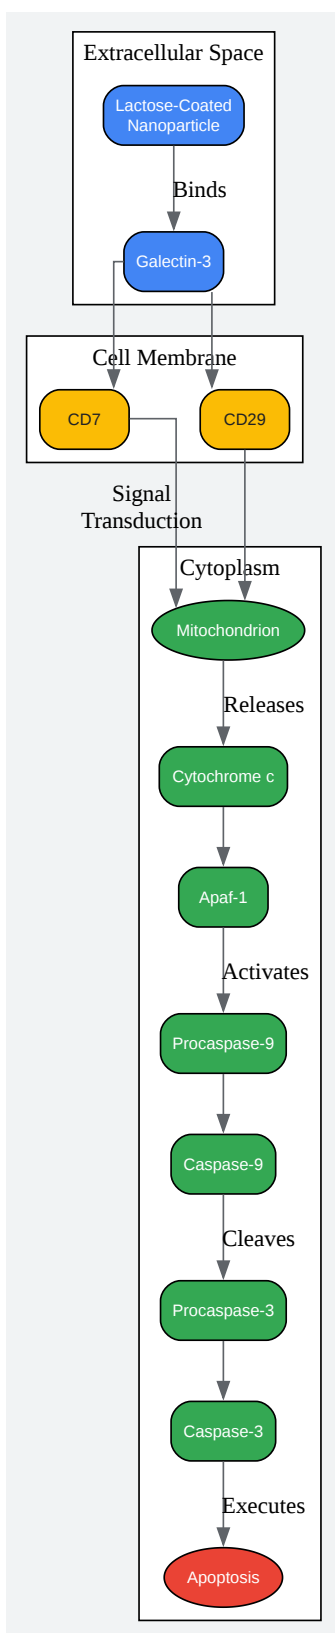 Extracellular Space
Lactose-Coated
Nanoparticle
Binds
Galectin-3
Cell Membrane
CD7
CD29
Signal
Transduction
Cytoplasm
Mitochondrion
Releases
Cytochrome c
Apaf-1
Activates
Procaspase-9
Caspase-9
Cleaves
Procaspase-3
Caspase-3
Executes
Apoptosis